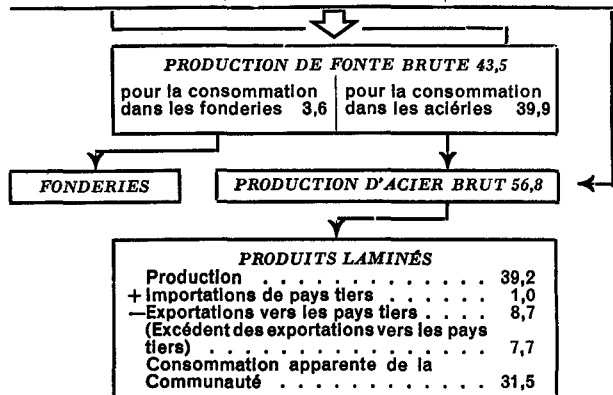 PRODUCTION DE FONTE BRUTE 43,5
pour la consommation
dans les fonderies 3,6
pour la consommation
dans les aciéries 39,9
FONDERIES
PRODUCTION D'ACIER BRUT 56,8
PRODUITS LAMINÉS
Production . . . . . . . . . . . . . 39,2
+ Importations de pays tiers . . . . . . 1,0
—Exportations vers les pays tiers . . . . 8,7
(Excédent des exportations vers les pays
tiers) . . . . . . . . . . . . . . . . 7,7
Consommation apparente de la
Communauté . . . . . . . . . . . . 31,5